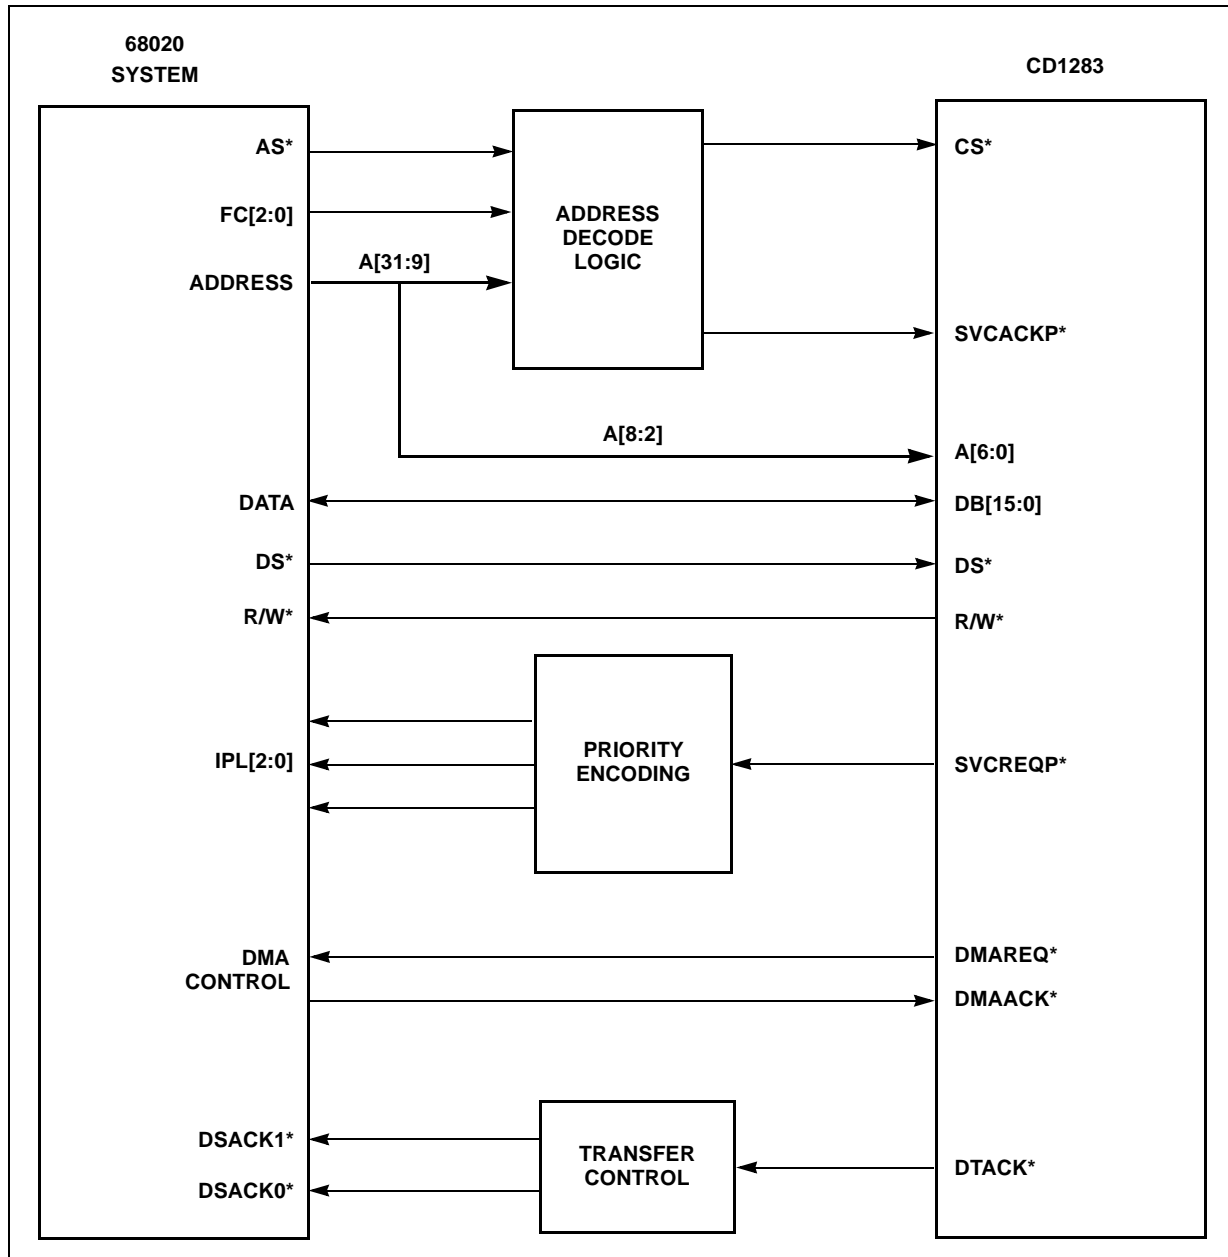 68020
SYSTEM
CD1283
AS*
FC[2:0]
ADDRESS
A[31:9]
ADDRESS
DECODE
LOGIC
CS*
SVCACKP*
A[8:2]
A[6:0]
DATA
DB[15:0]
DS*
DS*
R/W*
R/W*
IPL[2:0]
PRIORITY
ENCODING
SVCREQP*
DMA
CONTROL
DMAREQ*
DMAACK*
DSACK1*
DSACK0*
TRANSFER
CONTROL
DTACK*